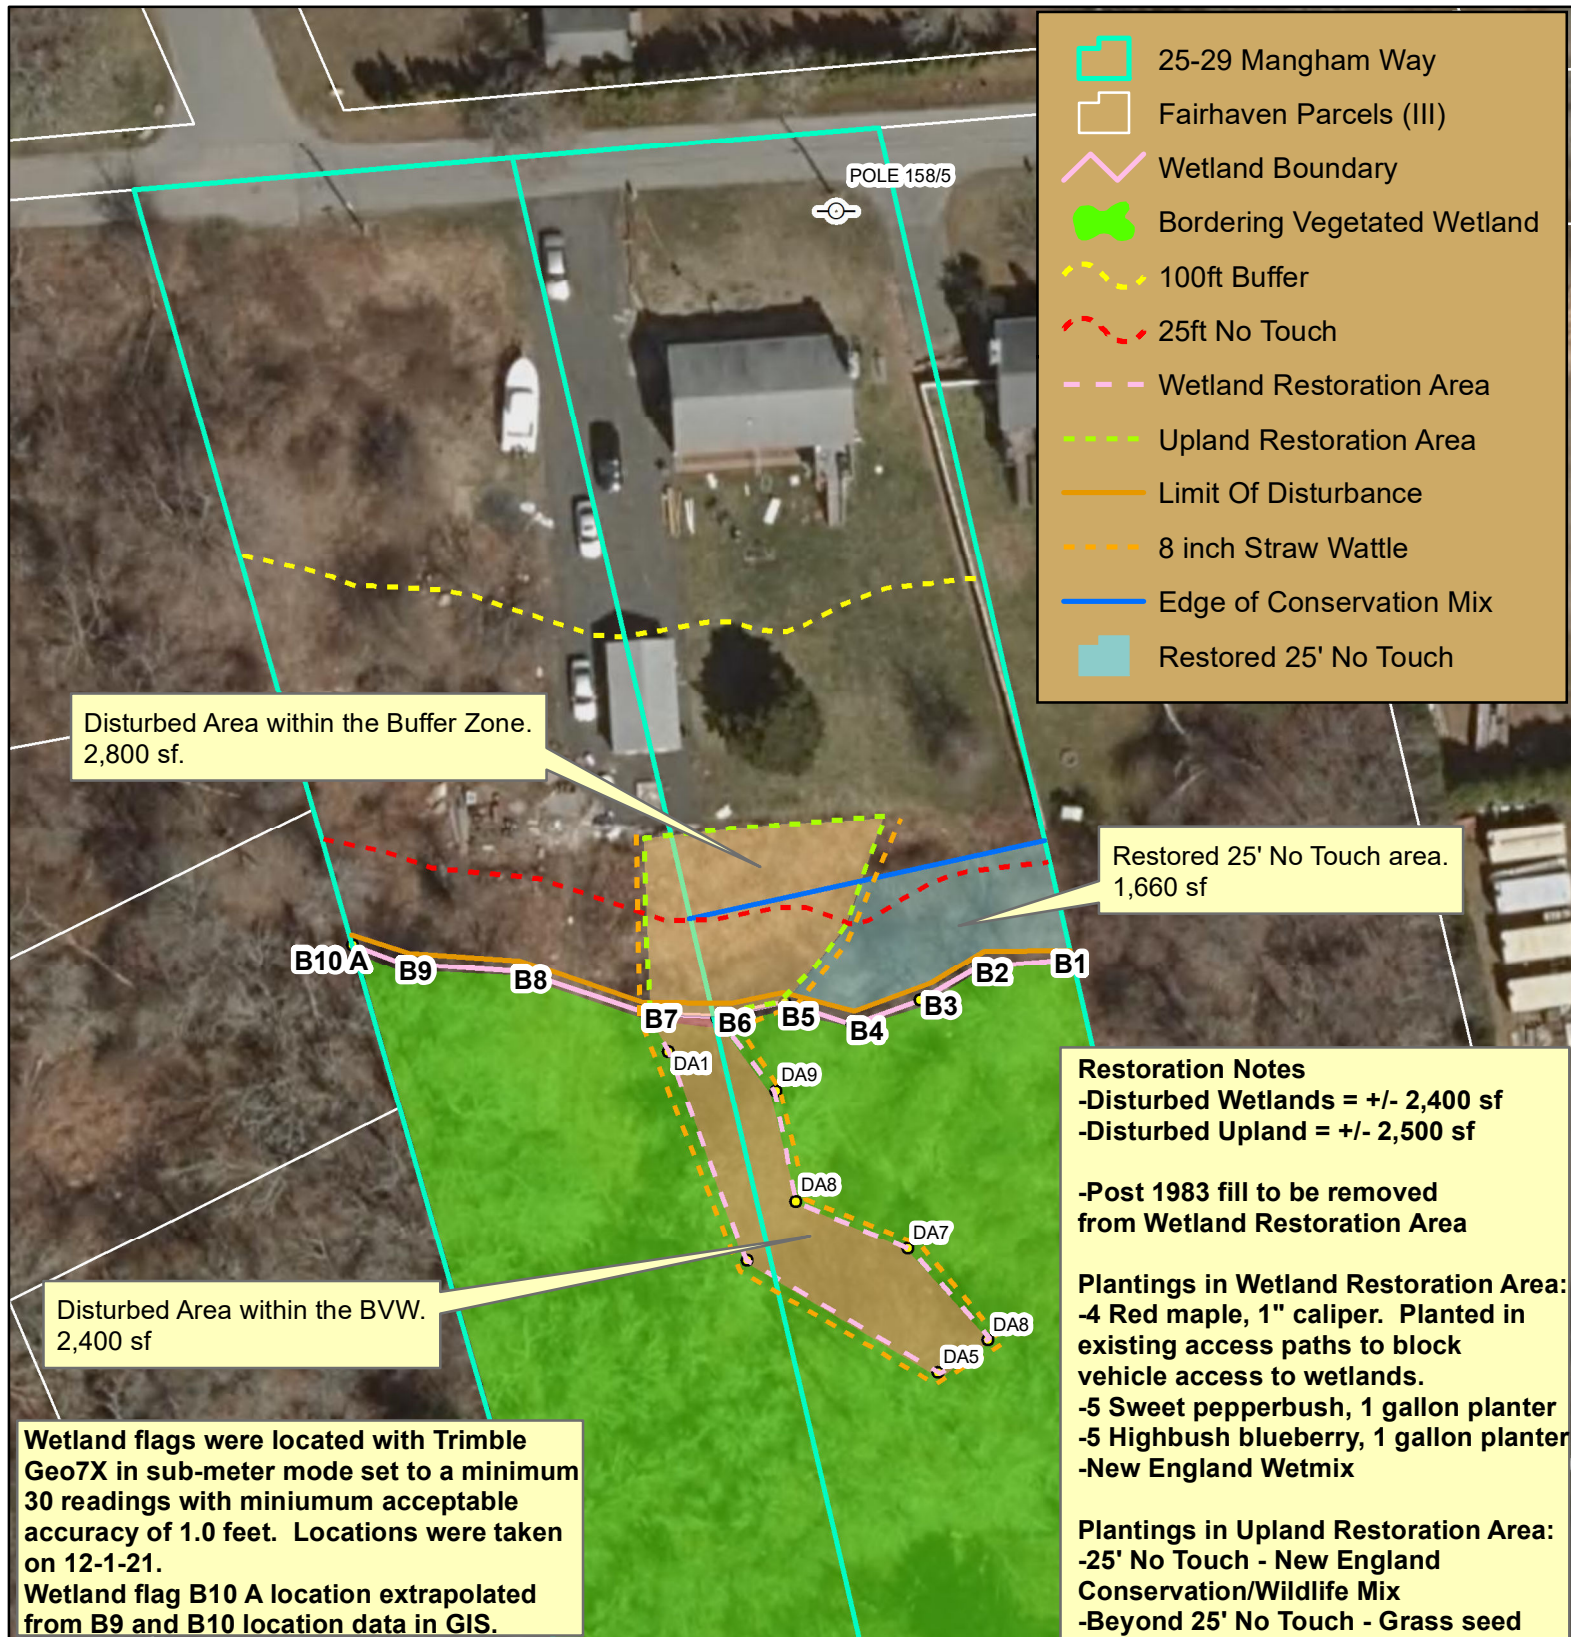 25-29 Mangham Way
Fairhaven Parcels (III)
Wetland Boundary
Bordering Vegetated Wetland
100ft Buffer
25ft No Touch
Wetland Restoration Area
Upland Restoration Area
Limit Of Disturbance
8 inch Straw Wattle
Edge of Conservation Mix
Restored 25' No Touch
POLE 158/5
Disturbed Area within the Buffer Zone.
2,800 sf.
Restored 25' No Touch area.
1,660 sf
B10 A
B9
B8
B7
B6
B5
B4
B3
B2
B1
DA1
DA9
DA8
DA7
DA8
DA5
Disturbed Area within the BVW.
2,400 sf
Restoration Notes
-Disturbed Wetlands = +/- 2,400 sf
-Disturbed Upland = +/- 2,500 sf
-Post 1983 fill to be removed
from Wetland Restoration Area
Plantings in Wetland Restoration Area:
-4 Red maple, 1" caliper.  Planted in
existing access paths to block
vehicle access to wetlands.
-5 Sweet pepperbush, 1 gallon planter
-5 Highbush blueberry, 1 gallon planter
-New England Wetmix
Plantings in Upland Restoration Area:
-25' No Touch - New England
Conservation/Wildlife Mix
-Beyond 25' No Touch - Grass seed
Wetland flags were located with Trimble
Geo7X in sub-meter mode set to a minimum
30 readings with miniumum acceptable
accuracy of 1.0 feet.  Locations were taken
on 12-1-21.
Wetland flag B10 A location extrapolated
from B9 and B10 location data in GIS.